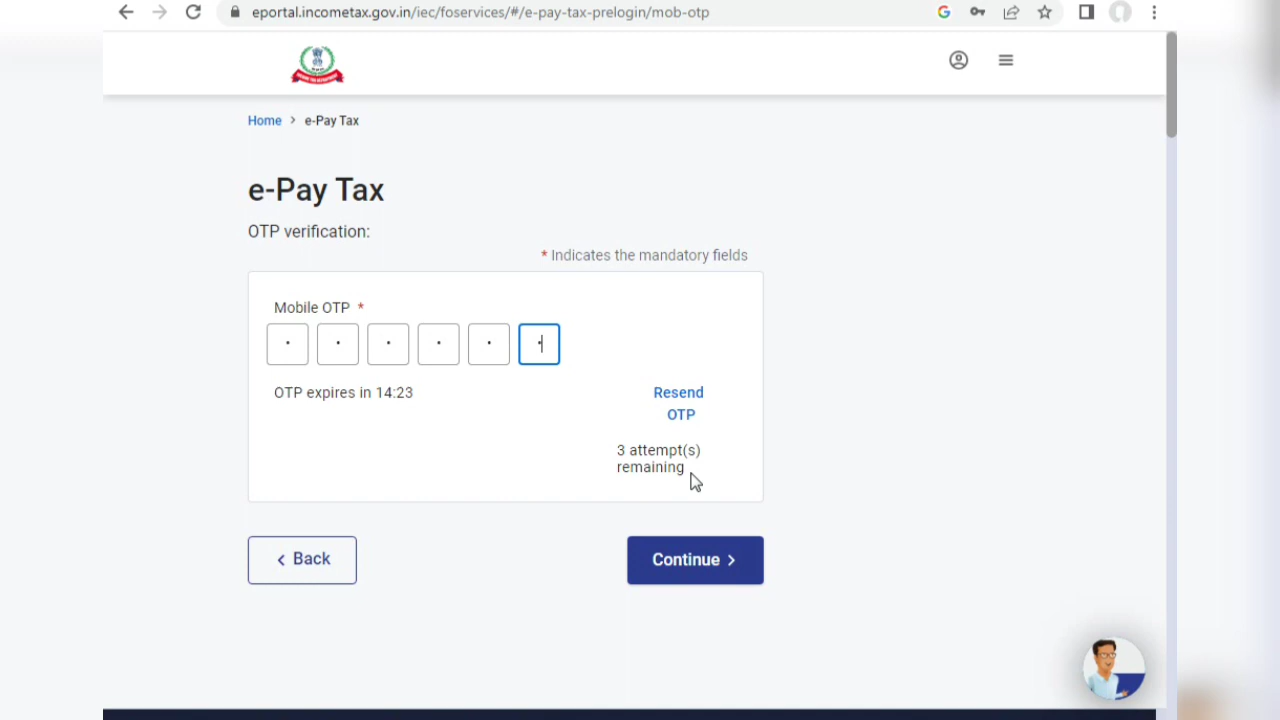 eportal.incometax.gov.in/iec/foservices/#/e-pay-tax-prelogin/mob-otp
Home > e-Pay Tax
e-Pay Tax
OTP verification:
* Indicates the mandatory fields
Mobile OTP *
OTP expires in 14:23
Resend
OTP
3 attempt(s)
remaining
Back
Continue